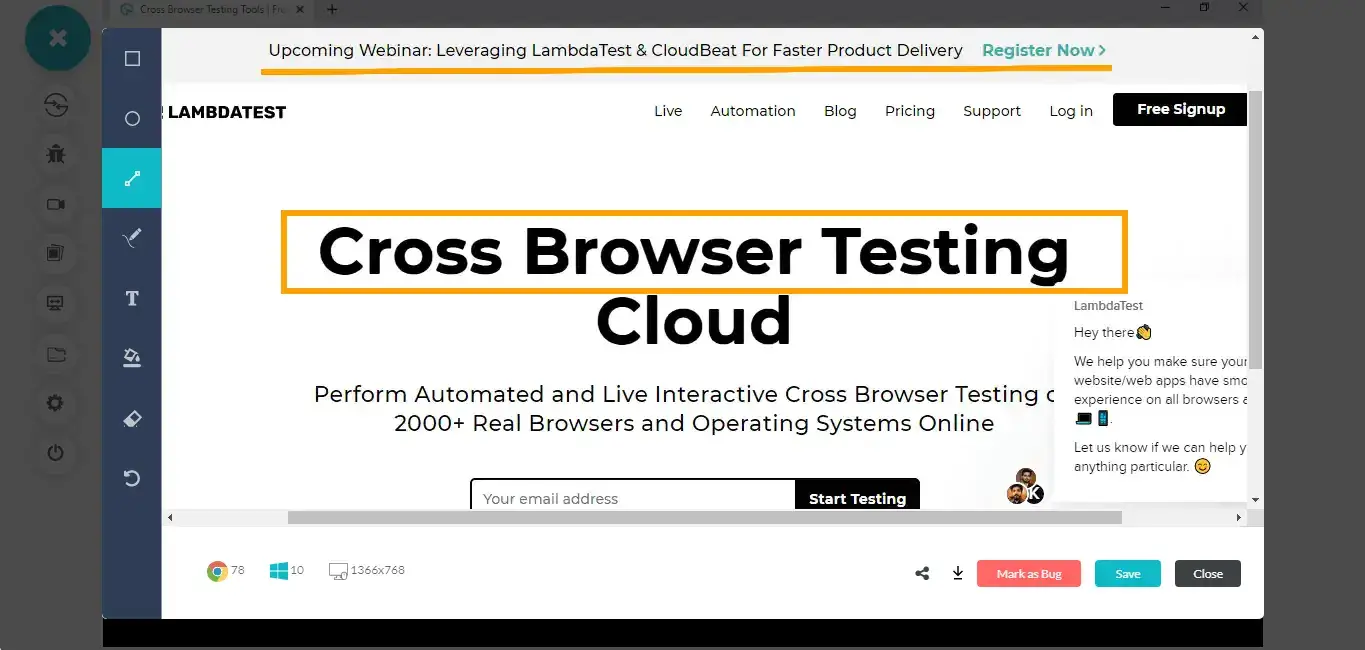 Cross Browser Testing Tools | Fre
Upcoming Webinar: Leveraging LambdaTest & CloudBeat For Faster Product Delivery Register Now
LAMBDATEST
Live Automation Blog Pricing Support Log in Free Signup
Cross Browser Testing
Cloud
Perform Automated and Live Interactive Cross Browser Testing
2000+ Real Browsers and Operating Systems Online
Your email address Start Testing
LambdaTest
Hey there
We help you make sure your
website/web apps have smo
experience on all browsers a
Let us know if we can help y
anything particular.
K
T
78 10 1366x768
Mark as Bug Save Close